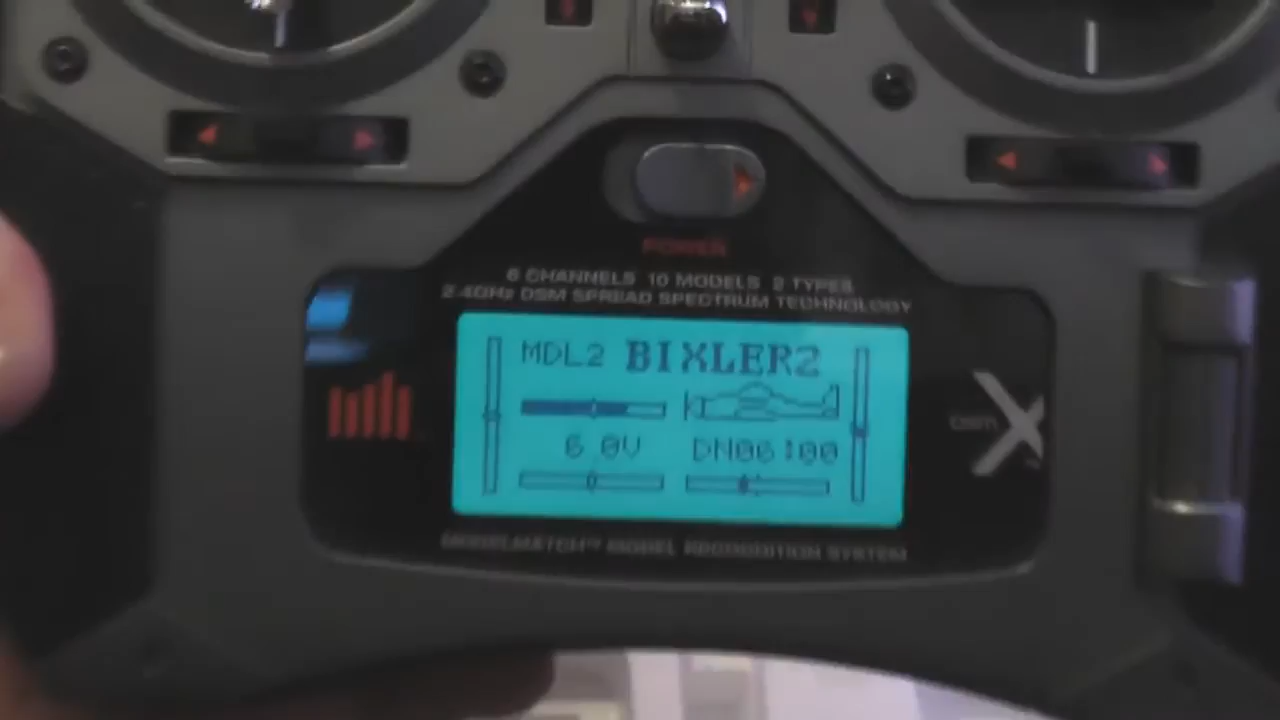 POWER
6 CHANNELS 10 MODELS 2 TYPES
2.4GHz DSM SPREAD SPECTRUM TECHNOLOGY
MDL2 BIXLER2
6.0V DN06:00
DSM X
MODELMATCH™ MODEL RECOGNITION SYSTEM